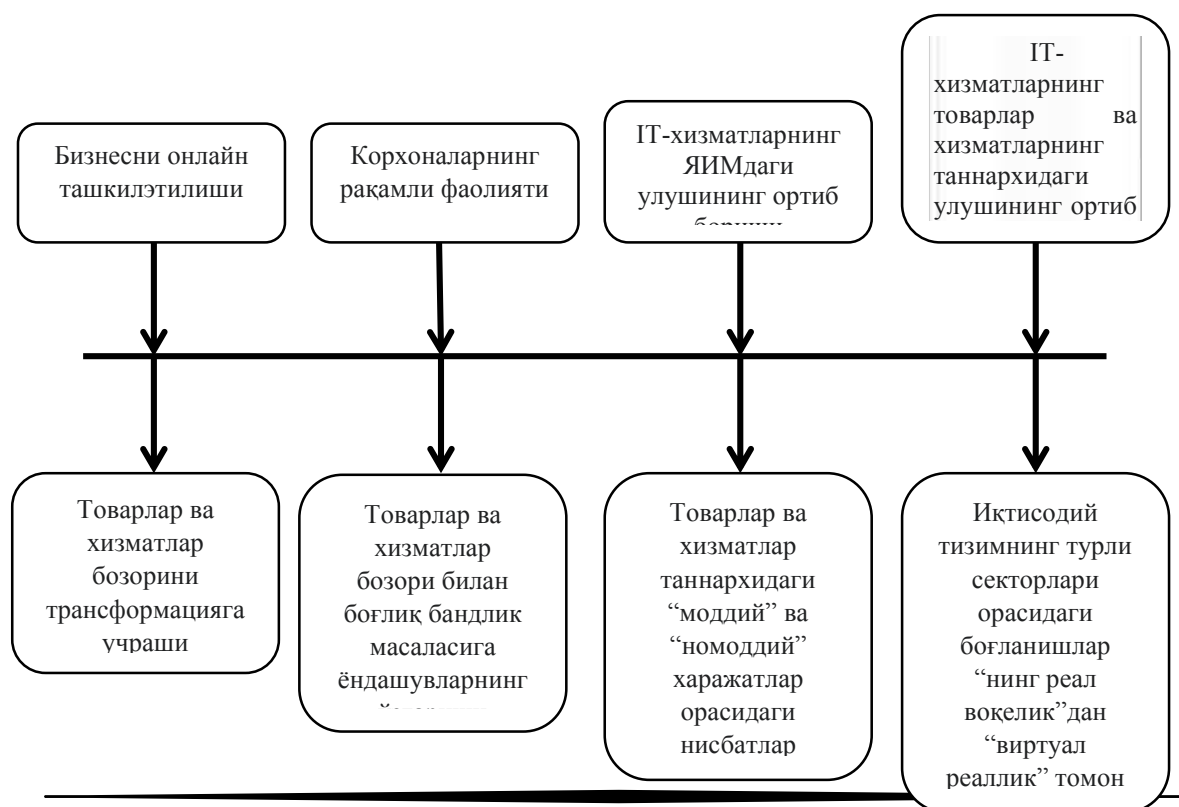 Бизнесни онлайн
ташкилэтилиши
Корхоналарнинг
рақамли фаолияти
IT-хизматларнинг
ЯИМдаги
улушининг ортиб
IT-
хизматларнинг
товарлар ва
хизматларнинг
таннархидаги
улушининг ортиб
Товарлар ва
хизматлар
бозорини
трансформацияга
учраши
Товарлар ва
хизматлар
бозори билан
боғлиқ бандлик
масаласига
ёндашувларнинг
Товарлар ва
хизматлар
таннархидаги
“моддий” ва
“номоддий”
харажатлар
орасидаги
нисбатлар
Иқтисодий
тизимнинг турли
секторлари
орасидаги
боғланишлар
“нинг реал
воқелик”дан
“виртуал
реаллик” томон